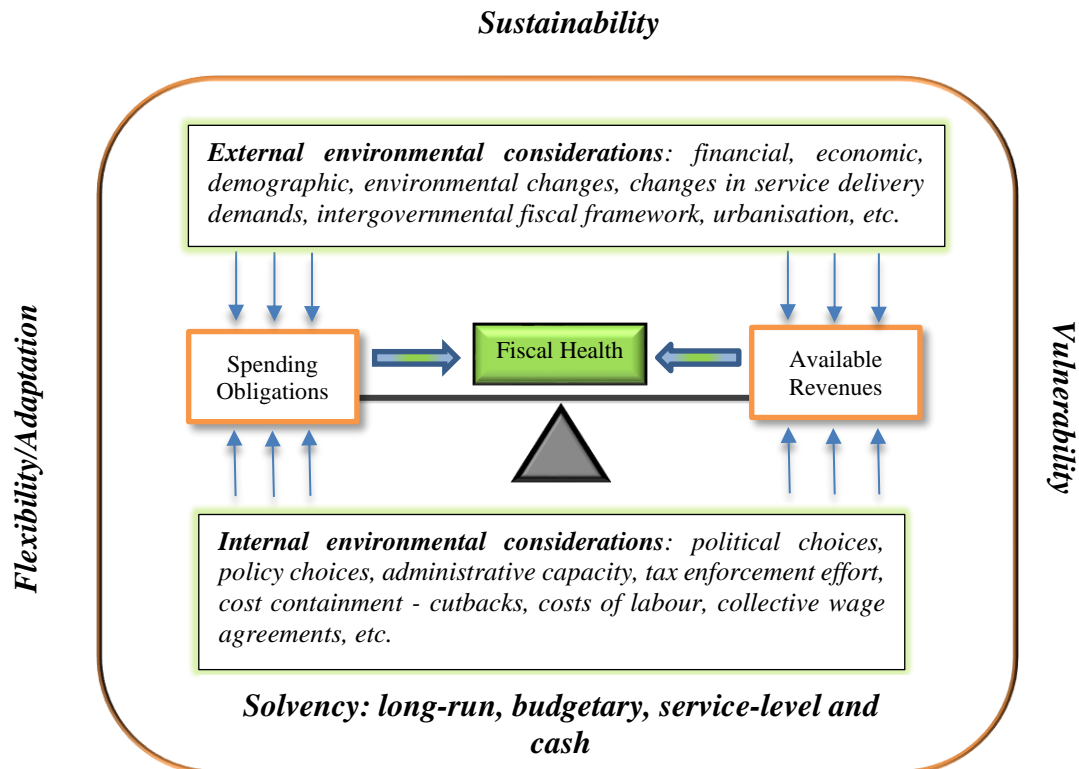 Sustainability
External environmental considerations: financial, economic,
demographic, environmental changes, changes in service delivery
demands, intergovernmental fiscal framework, urbanisation, etc.
Flexibility/Adaptation
Spending
Obligations
Fiscal Health
Available
Revenues
Vulnerability
Internal environmental considerations: political choices,
policy choices, administrative capacity, tax enforcement effort,
cost containment - cutbacks, costs of labour, collective wage
agreements, etc.
Solvency: long-run, budgetary, service-level and
cash